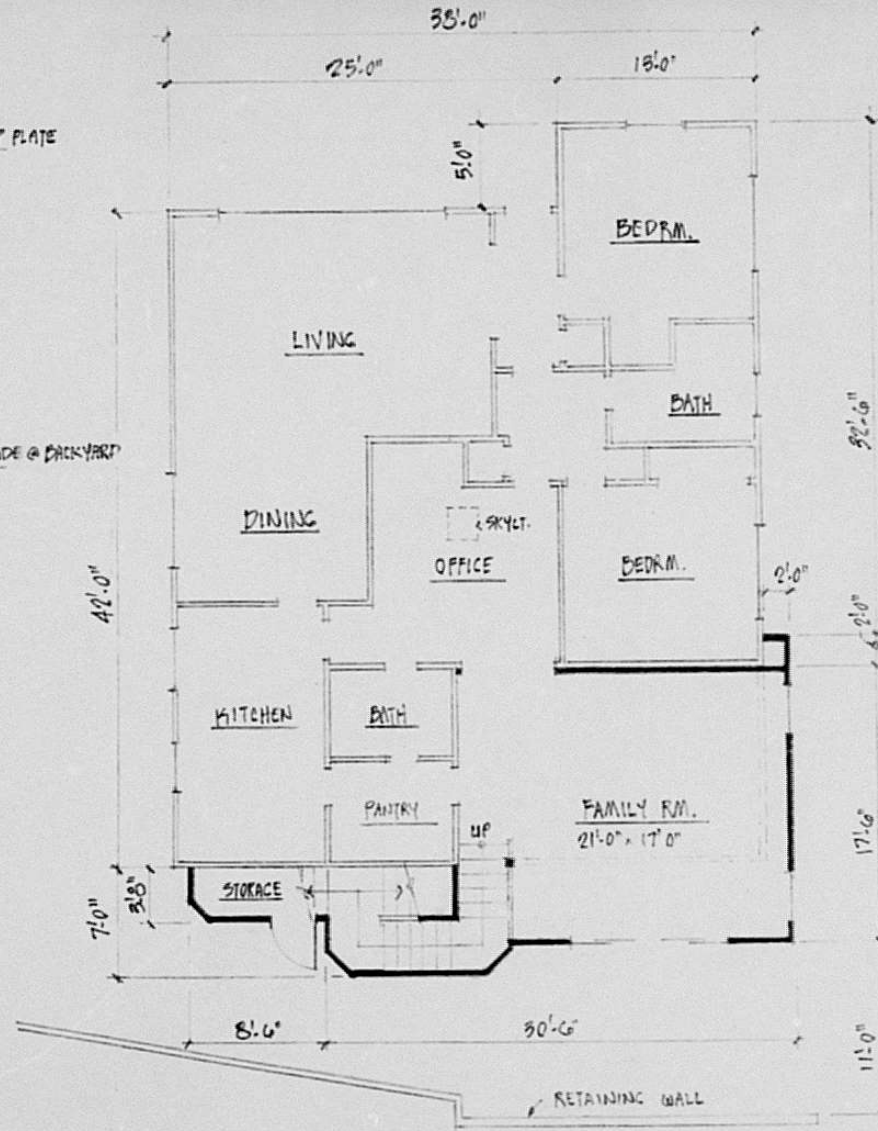 38'-0"
25'-0"
13'-0"
PLATE
5'-0"
BEDRM.
LIVING
BATH
32'-6"
DE @ BACKYARD
DINING
SKYLT.
OFFICE
BEDRM.
2'-0"
42'-0"
2'-0"
KITCHEN
BATH
PANTRY
UP
FAMILY RM.
21'-0" x 17'0"
17'-6"
STORAGE
3'8"
7'-0"
8'-6"
30'-6"
11'-0"
RETAINING WALL